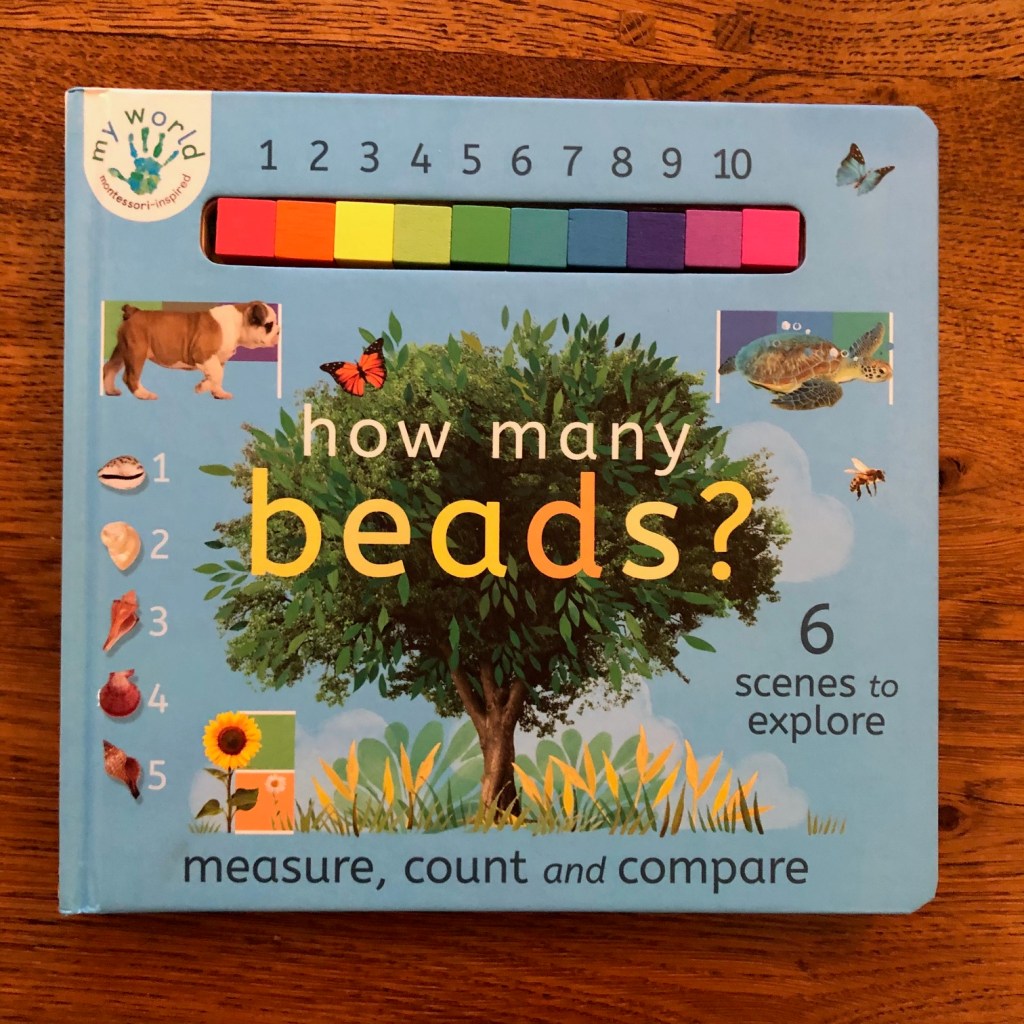 my world
montessori-inspired
1 2 3 4 5 6 7 8 9 10
how many
beads?
1
2
3
4
5
6
scenes to
explore
measure, count and compare